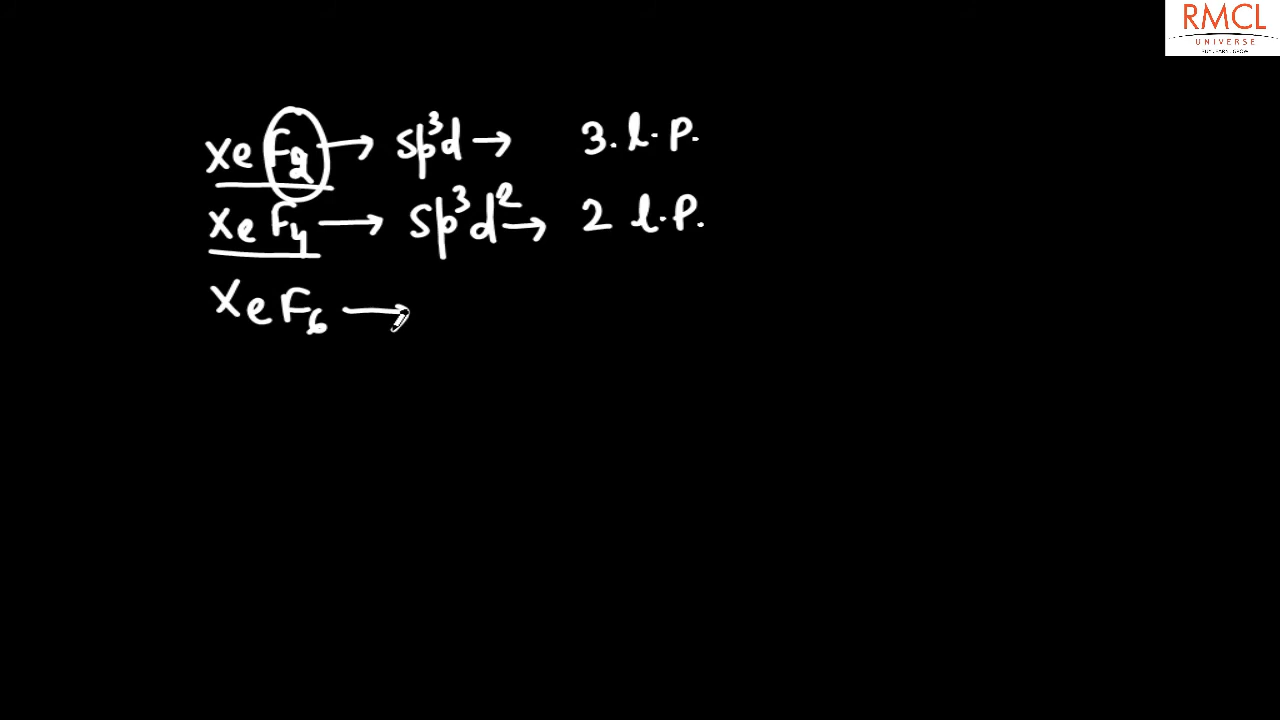 RMCL
UNIVERSE
XeF2 → sp³d → 3. l.p.
XeF4 → sp³d² → 2 l.p.
XeF6 →